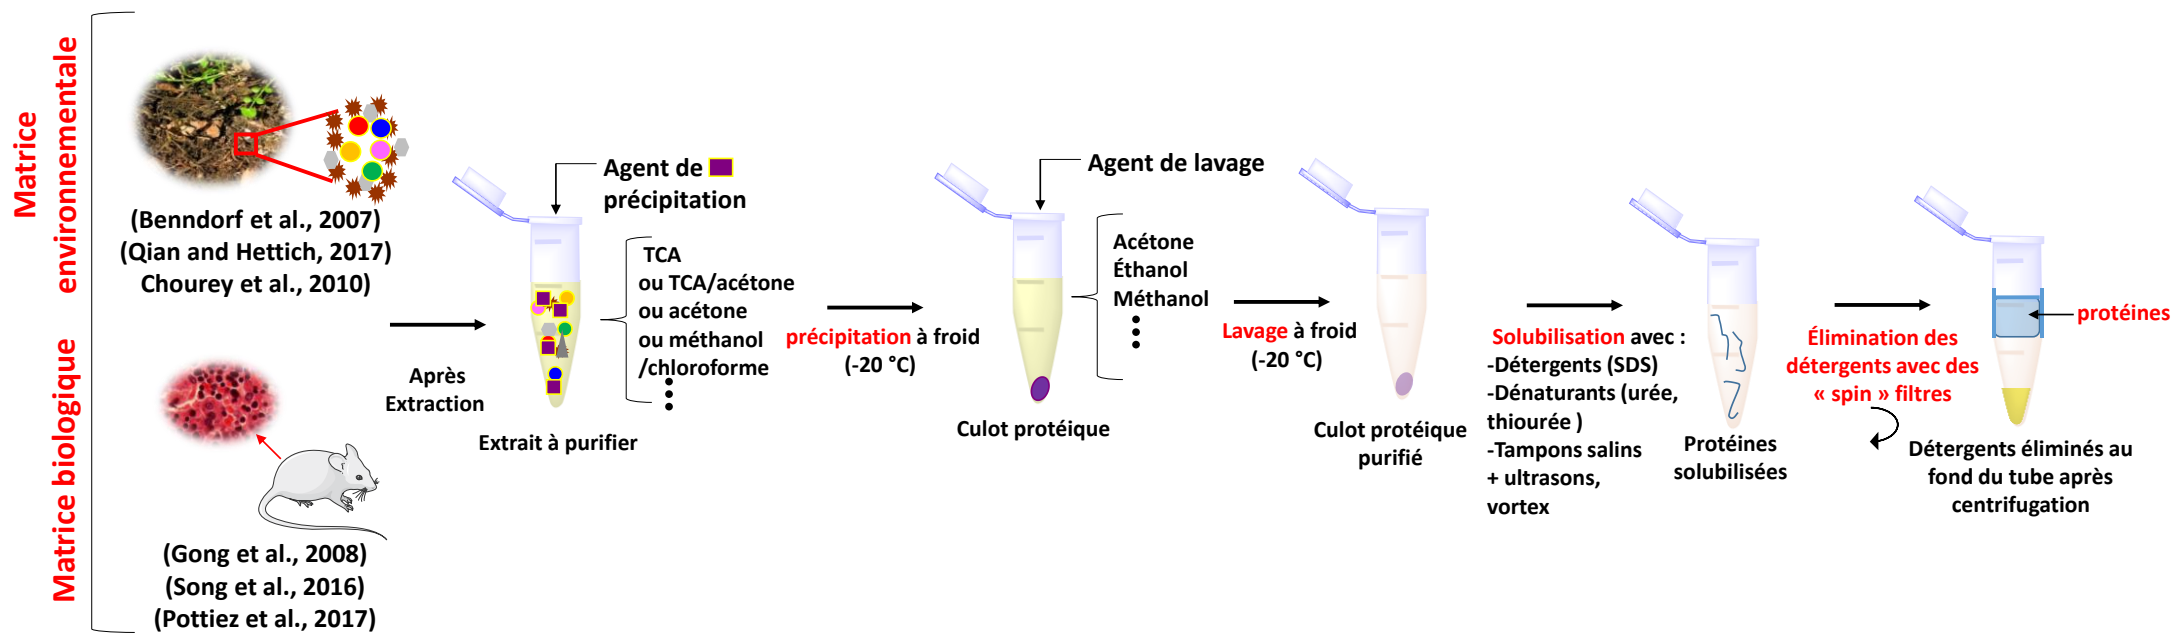 Matrice
environnementale
(Benndorf et al., 2007)
(Qian and Hettich, 2017)
Chourey et al., 2010)
Matrice biologique
(Gong et al., 2008)
(Song et al., 2016)
(Pottiez et al., 2017)
Après
Extraction
Agent de
précipitation
TCA
ou TCA/acétone
ou acétone
ou méthanol
/chloroforme
Extrait à purifier
précipitation à froid
(-20 °C)
Agent de lavage
Acétone
Éthanol
Méthanol
Culot protéique
Lavage à froid
(-20 °C)
Culot protéique
purifié
Solubilisation avec :
-Détergents (SDS)
-Dénaturants (urée,
thiourée )
-Tampons salins
+ ultrasons,
vortex
Protéines
solubilisées
Élimination des
détergents avec des
« spin » filtres
protéines
Détergents éliminés au
fond du tube après
centrifugation